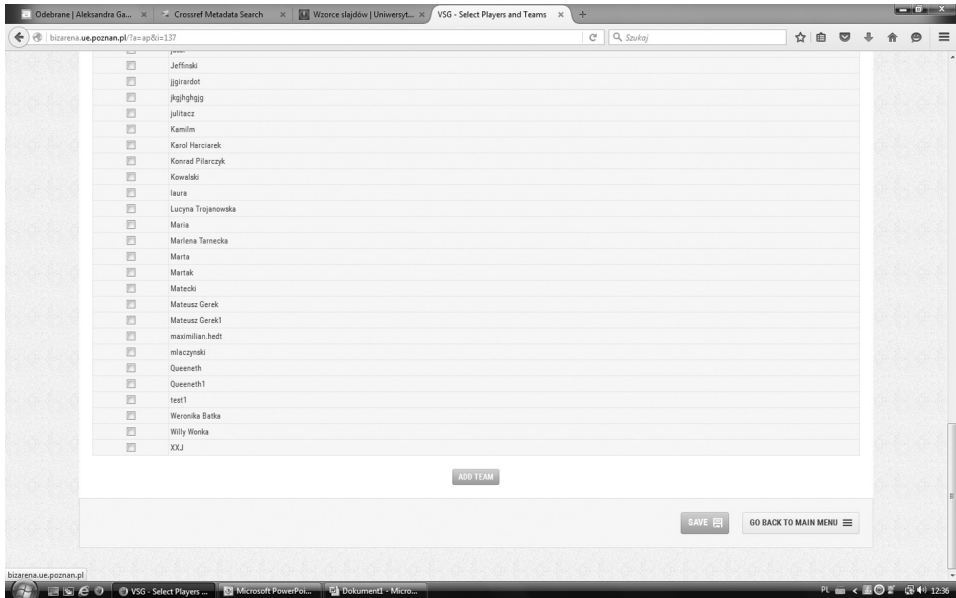 Odebrane | Aleksandra Ga... × Crossref Metadata Search × Wzorce slajdów | Uniwersyt... × VSG - Select Players and Teams × +
bizarena.ue.poznan.pl/?a=ap&i=137 Szukaj
Jeffinski
jjgirardot
jkgjhghgjg
julitacz
Kamilm
Karol Harciarek
Konrad Pilarczyk
Kowalski
laura
Lucyna Trojanowska
Maria
Marlena Tarnecka
Marta
Martak
Matecki
Mateusz Gerek
Mateusz Gerek1
maximilian.hedt
mlaczynski
Queeneth
Queeneth1
test1
Weronika Batka
Willy Wonka
XXJ
ADD TEAM
SAVE GO BACK TO MAIN MENU
bizarena.ue.poznan.pl
VSG - Select Players ... Microsoft PowerPoi... Dokument1 - Micro... PL 12:36